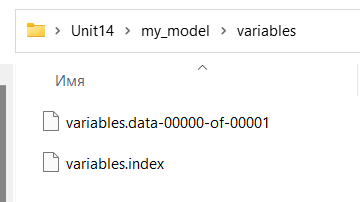 Unit14 > my_model > variables
Имя
variables.data-00000-of-00001
variables.index